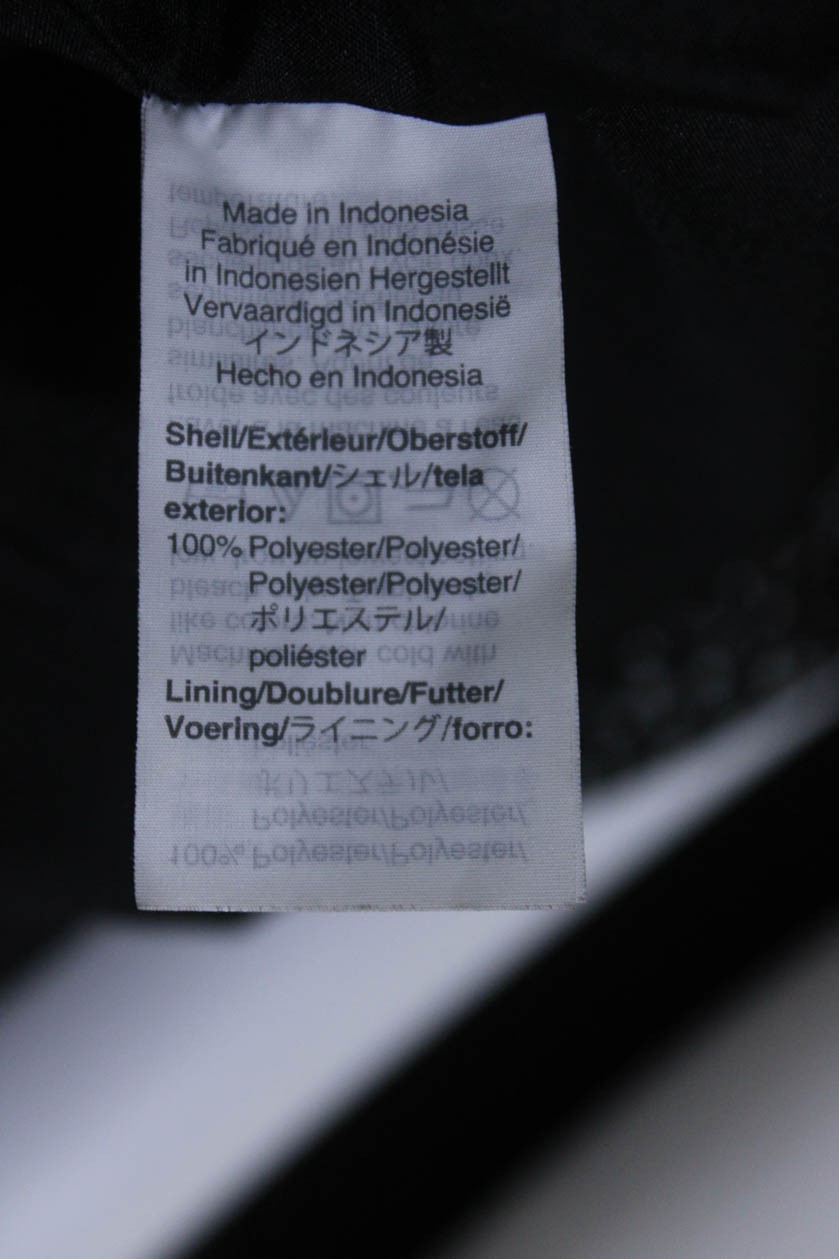 Made in Indonesia
Fabriqué en Indonésie
in Indonesien Hergestellt
Vervaardigd in Indonesië
インドネシア製
Hecho en Indonesia
Shell/Extérieur/Oberstoff/
Buitenkant/シェル/tela
exterior:
100% Polyester/Polyester/
Polyester/Polyester/
ポリエステル/
poliéster
Lining/Doublure/Futter/
Voering/ライニング/forro: